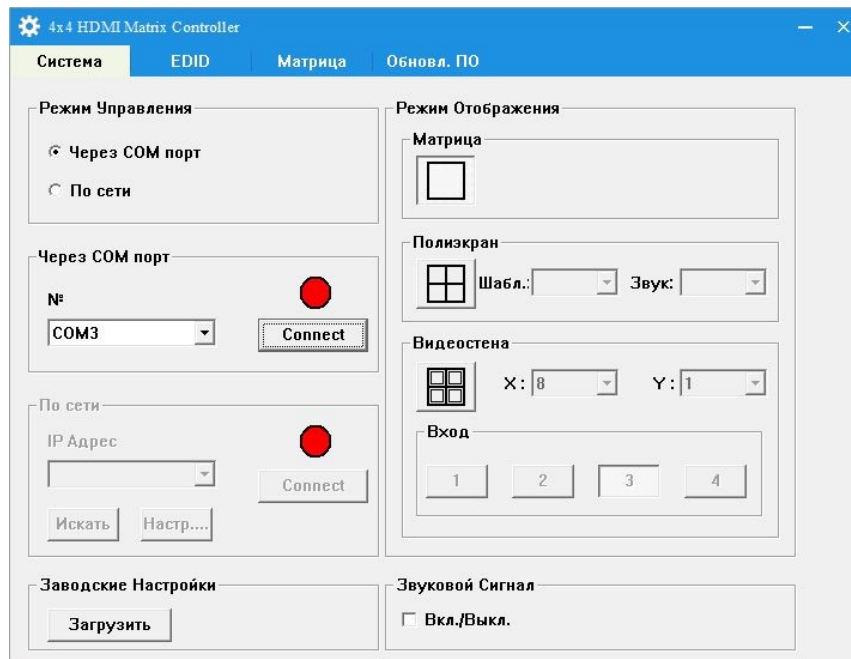 4x4 HDMI Matrix Controller
Система EDID Матрица Обновл. ПО
Режим Управления
Через COM порт
По сети
Через COM порт
№
COM3
Connect
По сети
IP Адрес
Connect
Искать Настр....
Заводские Настройки
Загрузить
Режим Отображения
Матрица
Полиэкран
Шабл.: Звук:
Видеостена
X: 8 Y: 1
Вход
1 2 3 4
Звуковой Сигнал
Вкл./Выкл.